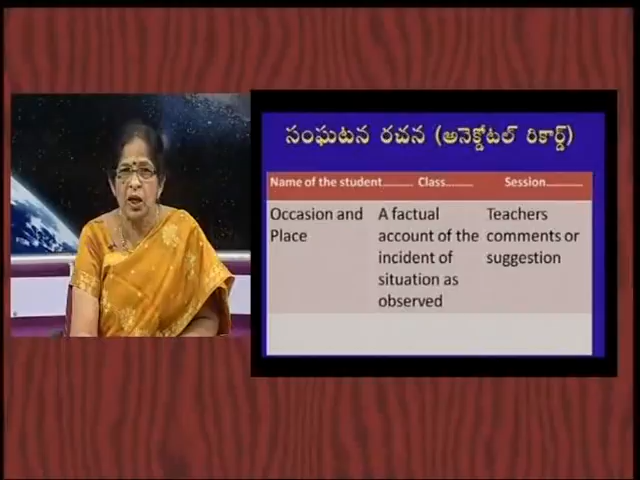 సంఘటన రచన (అనెక్డోటల్ రికార్డ్)
Name of the student........... Class......... Session............
Occasion and Place
A factual account of the incident of situation as observed
Teachers comments or suggestion